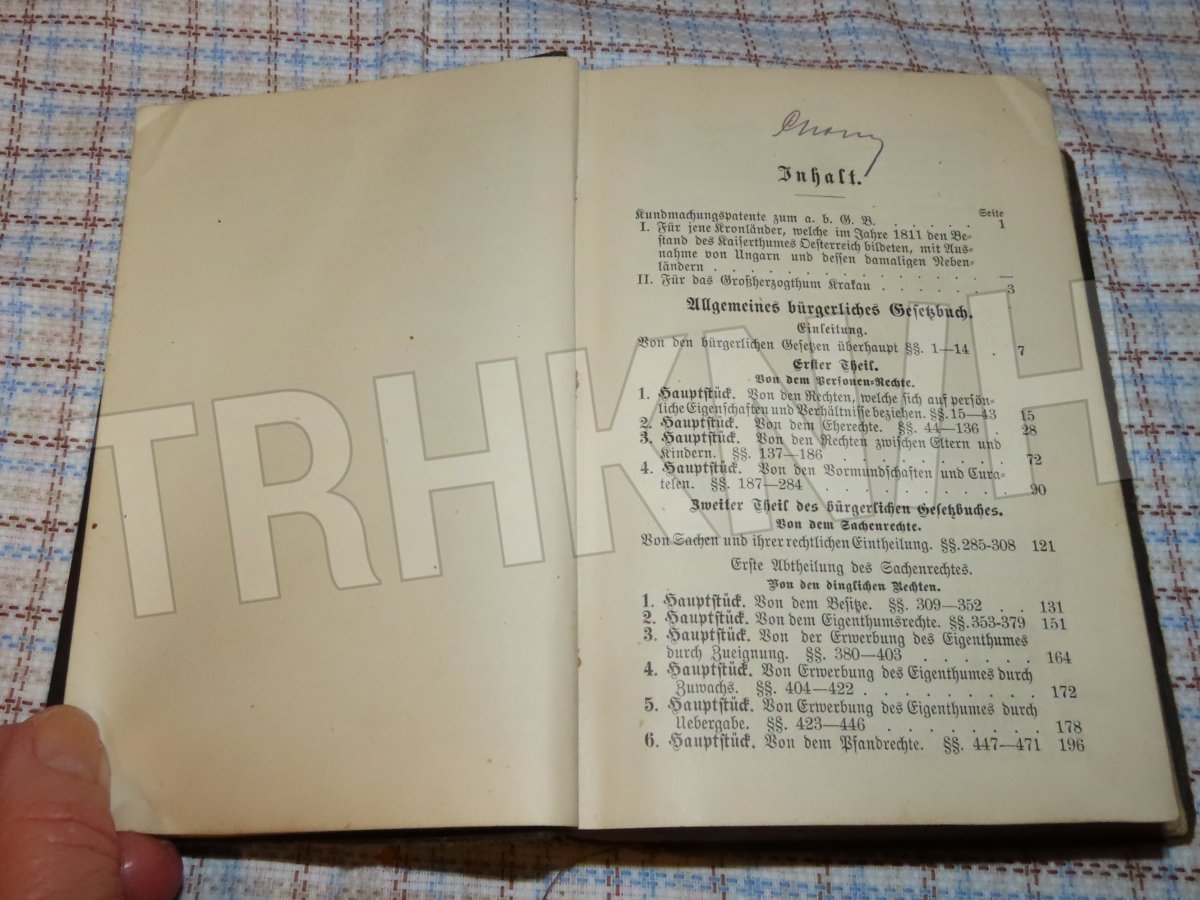 Inhalt.
Seite
Kundmachungspatente zum a. b. G. B. . . . . . 1
I. Für jene Kronländer, welche im Jahre 1811 den Be-
stand des Kaiserthumes Oesterreich bildeten, mit Aus-
nahme von Ungarn und dessen damaligen Neben-
ländern . . . . . . . . . . . . . . —
II. Für das Großherzogthum Krakau . . . . . . 3
Allgemeines bürgerliches Gesetzbuch.
Einleitung.
Von den bürgerlichen Gesetzen überhaupt §§. 1—14 . 7
Erster Theil.
Von dem Personen-Rechte.
1. Hauptstück. Von den Rechten, welche sich auf persön-
liche Eigenschaften und Verhältnisse beziehen. §§. 15—43 15
2. Hauptstück. Von dem Eherechte. §§. 44—136 . 28
3. Hauptstück. Von den Rechten zwischen Eltern und
Kindern. §§. 137—186 . . . . . . . . . 72
4. Hauptstück. Von den Vormundschaften und Cura-
telen. §§. 187—284 . . . . . . . . . 90
Zweiter Theil des bürgerlichen Gesetzbuches.
Von dem Sachenrechte.
Von Sachen und ihrer rechtlichen Eintheilung. §§. 285-308 121
Erste Abtheilung des Sachenrechtes.
Von den dinglichen Rechten.
1. Hauptstück. Von dem Besitze. §§. 309—352 . . 131
2. Hauptstück. Von dem Eigenthumsrechte. §§. 353-379 151
3. Hauptstück. Von der Erwerbung des Eigenthumes
durch Zueignung. §§. 380—403 . . . . . . 164
4. Hauptstück. Von Erwerbung des Eigenthumes durch
Zuwachs. §§. 404—422 . . . . . . . . . 172
5. Hauptstück. Von Erwerbung des Eigenthumes durch
Uebergabe. §§. 423—446 . . . . . . . . 178
6. Hauptstück. Von dem Pfandrechte. §§. 447—471 196
TRHKNVH